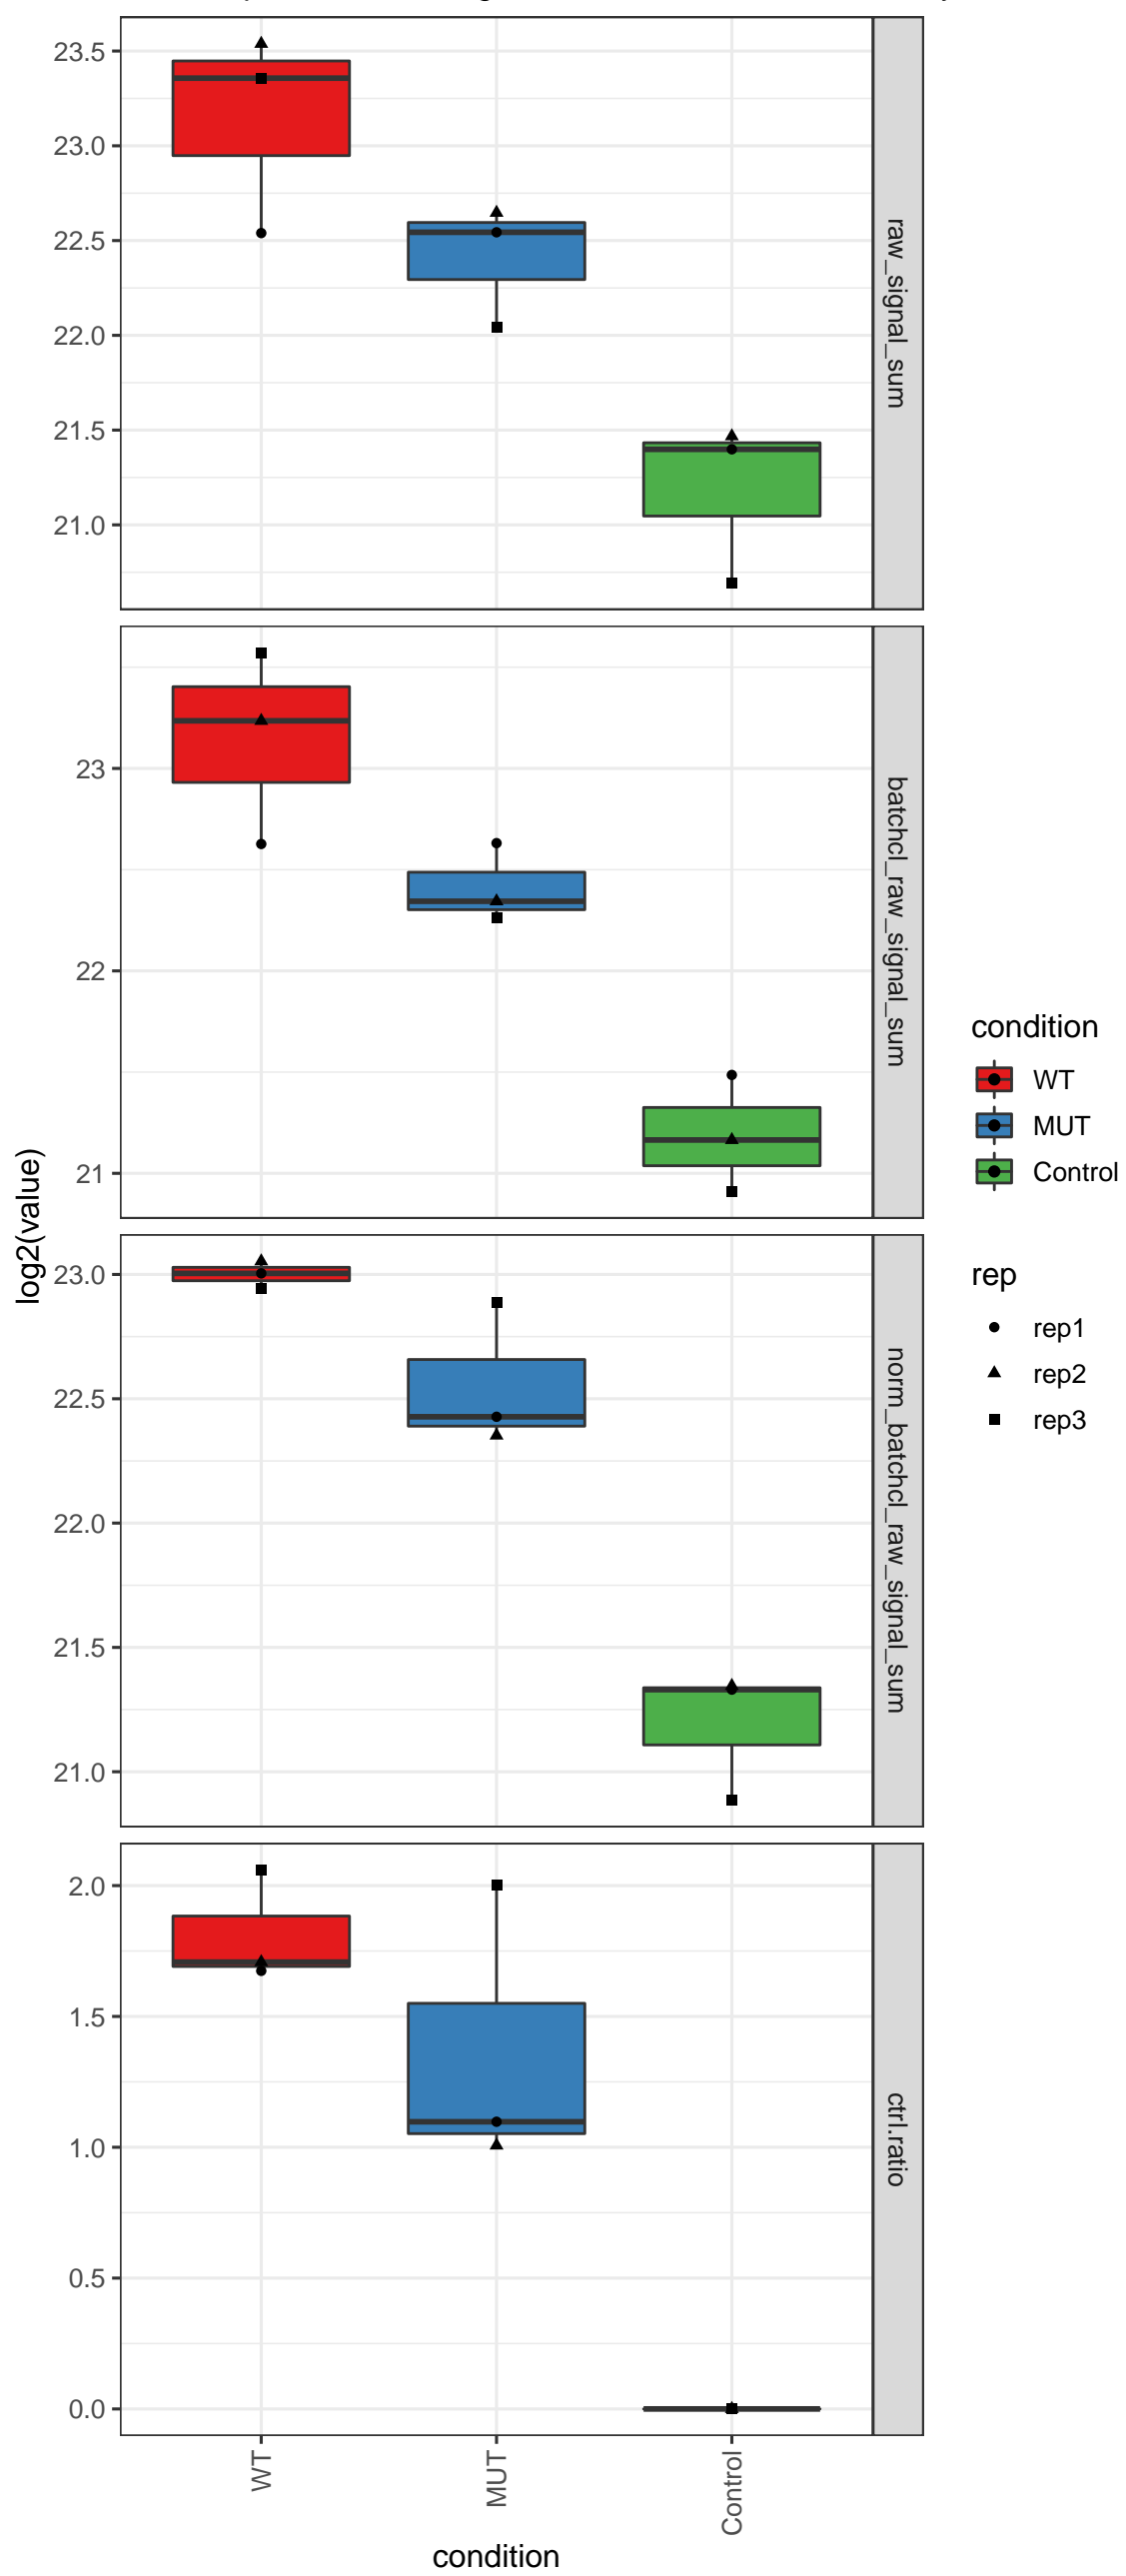 23.5
23.0
22.5
22.0
21.5
21.0
raw_signal_sum
23
22
21
batchcl_raw_signal_sum
23.0
22.5
22.0
21.5
21.0
norm_batchcl_raw_signal_sum
2.0
1.5
1.0
0.5
0.0
ctrl.ratio
log2(value)
WT
MUT
Control
condition
condition
WT
MUT
Control
rep
rep1
rep2
rep3